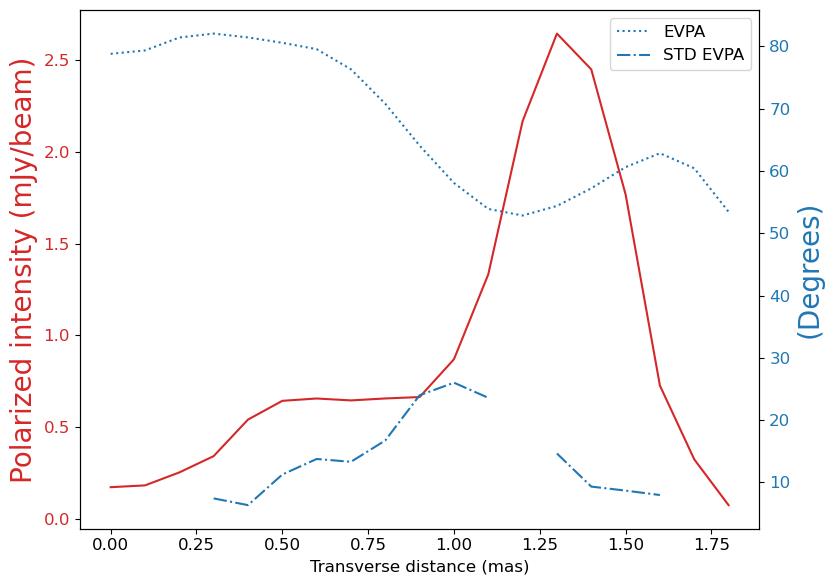 EVPA
STD EVPA
Polarized intensity (mJy/beam)
2.5
2.0
1.5
1.0
0.5
0.0
80
70
60
50
40
30
20
10
(Degrees)
0.00 0.25 0.50 0.75 1.00 1.25 1.50 1.75
Transverse distance (mas)